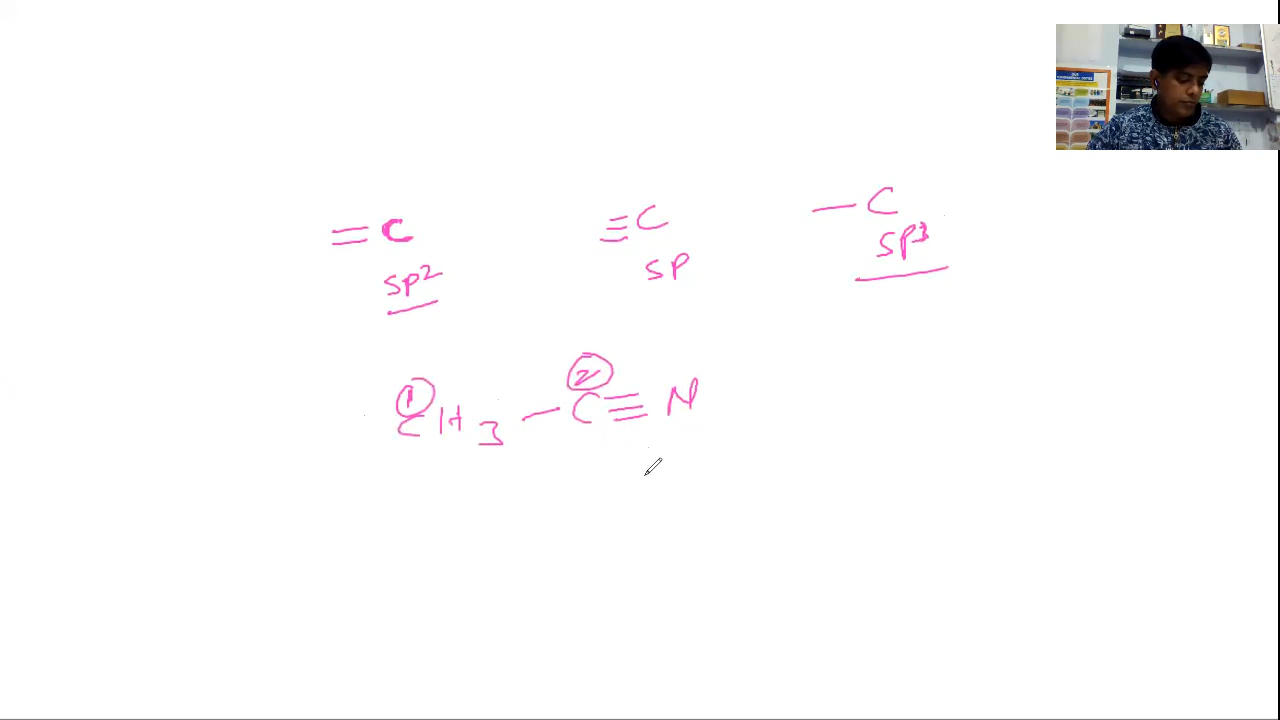 =C ≡C —C
SP² SP SP³
① ②
CH₃ — C≡N